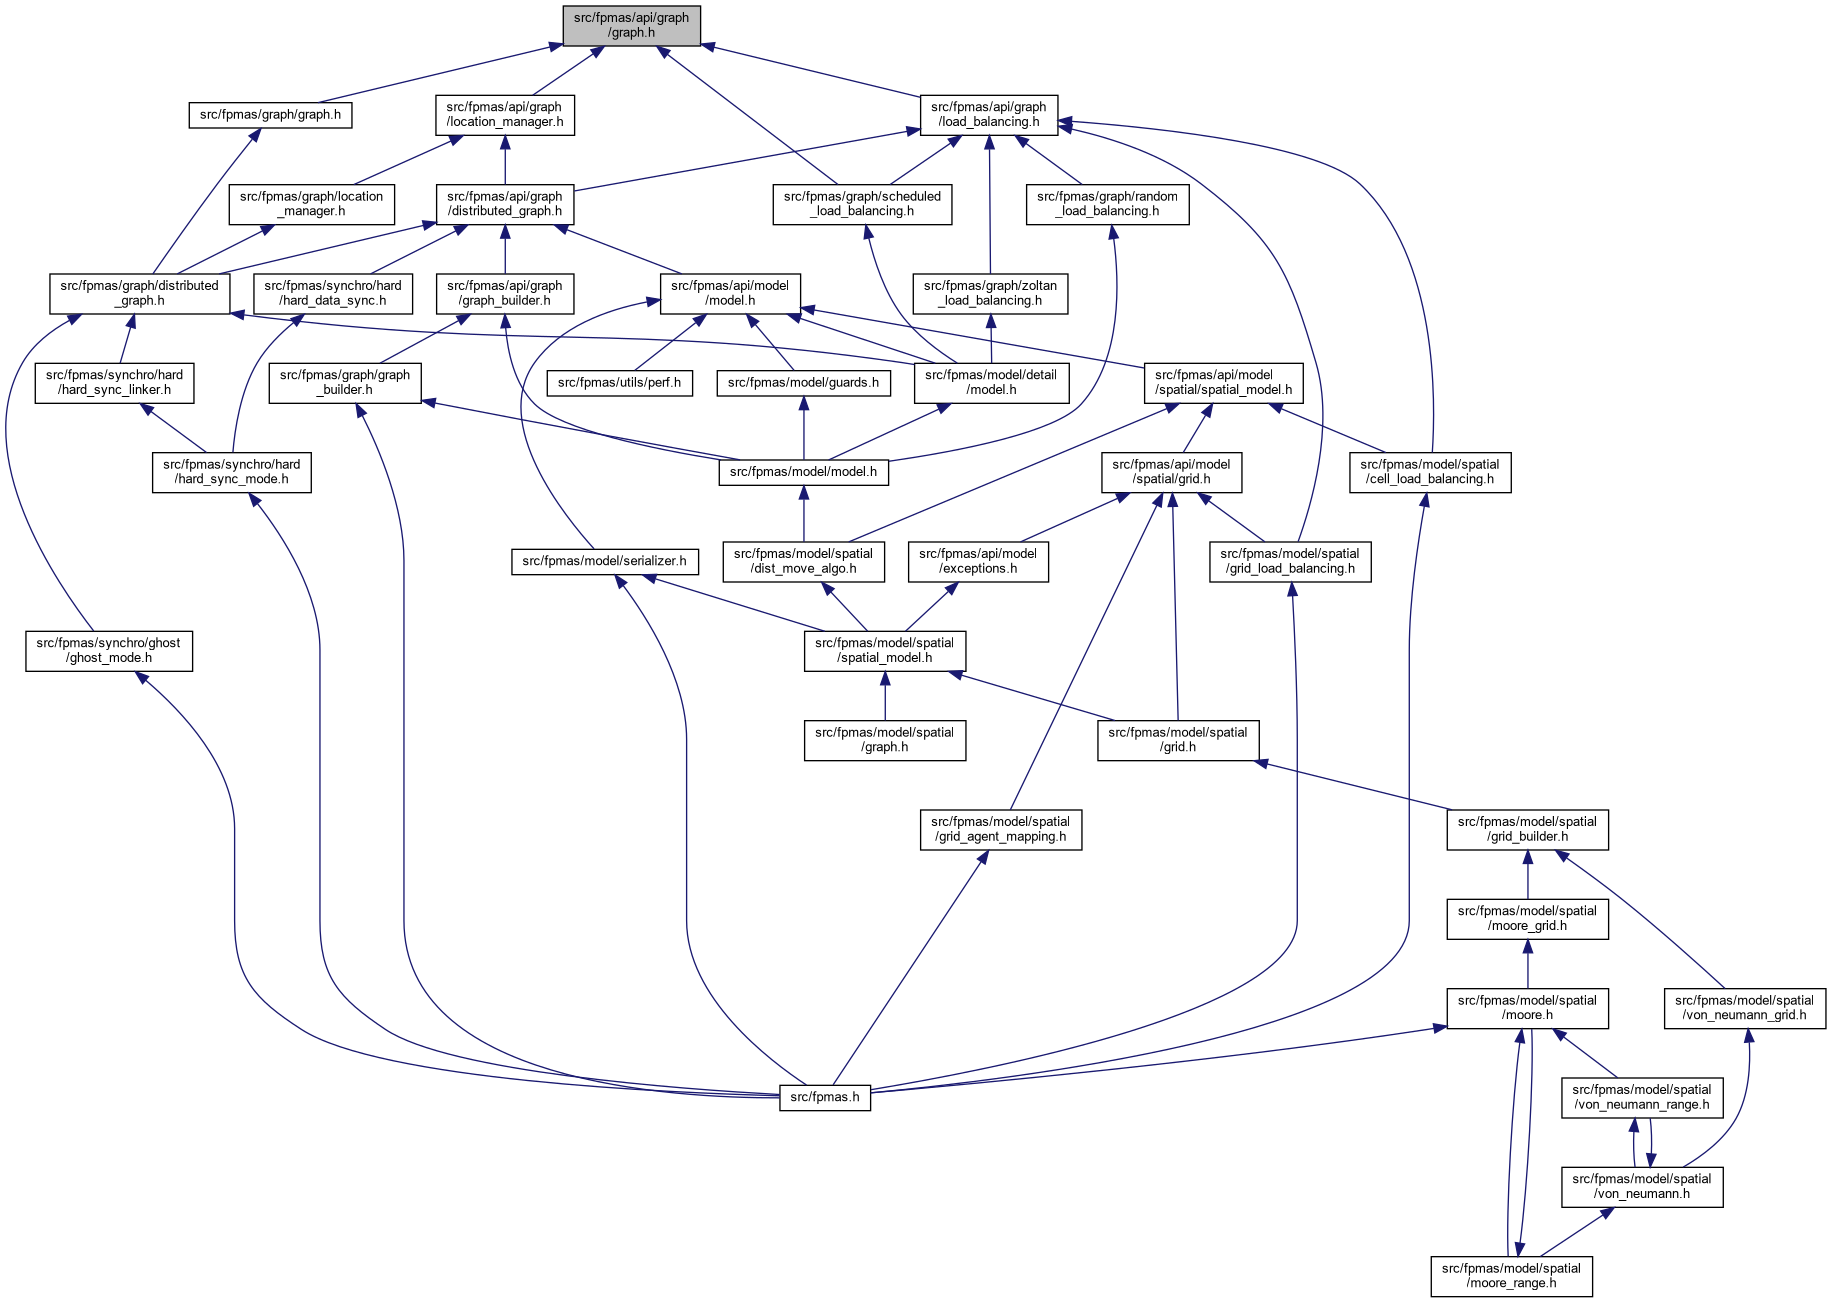 src/fpmas/api/graph
/graph.h
src/fpmas/graph/graph.h
src/fpmas/api/graph
/location_manager.h
src/fpmas/api/graph
/load_balancing.h
src/fpmas/graph/location
_manager.h
src/fpmas/api/graph
/distributed_graph.h
src/fpmas/graph/scheduled
_load_balancing.h
src/fpmas/graph/random
_load_balancing.h
src/fpmas/graph/distributed
_graph.h
src/fpmas/synchro/hard
/hard_data_sync.h
src/fpmas/api/graph
/graph_builder.h
src/fpmas/api/model
/model.h
src/fpmas/graph/zoltan
_load_balancing.h
src/fpmas/synchro/hard
/hard_sync_linker.h
src/fpmas/graph/graph
_builder.h
src/fpmas/utils/perf.h
src/fpmas/model/guards.h
src/fpmas/model/detail
/model.h
src/fpmas/api/model
/spatial/spatial_model.h
src/fpmas/synchro/hard
/hard_sync_mode.h
src/fpmas/model/model.h
src/fpmas/api/model
/spatial/grid.h
src/fpmas/model/spatial
/cell_load_balancing.h
src/fpmas/model/serializer.h
src/fpmas/model/spatial
/dist_move_algo.h
src/fpmas/api/model
/exceptions.h
src/fpmas/model/spatial
/grid_load_balancing.h
src/fpmas/synchro/ghost
/ghost_mode.h
src/fpmas/model/spatial
/spatial_model.h
src/fpmas/model/spatial
/graph.h
src/fpmas/model/spatial
/grid.h
src/fpmas/model/spatial
/grid_agent_mapping.h
src/fpmas/model/spatial
/grid_builder.h
src/fpmas/model/spatial
/moore_grid.h
src/fpmas/model/spatial
/moore.h
src/fpmas/model/spatial
/von_neumann_grid.h
src/fpmas.h
src/fpmas/model/spatial
/von_neumann_range.h
src/fpmas/model/spatial
/von_neumann.h
src/fpmas/model/spatial
/moore_range.h